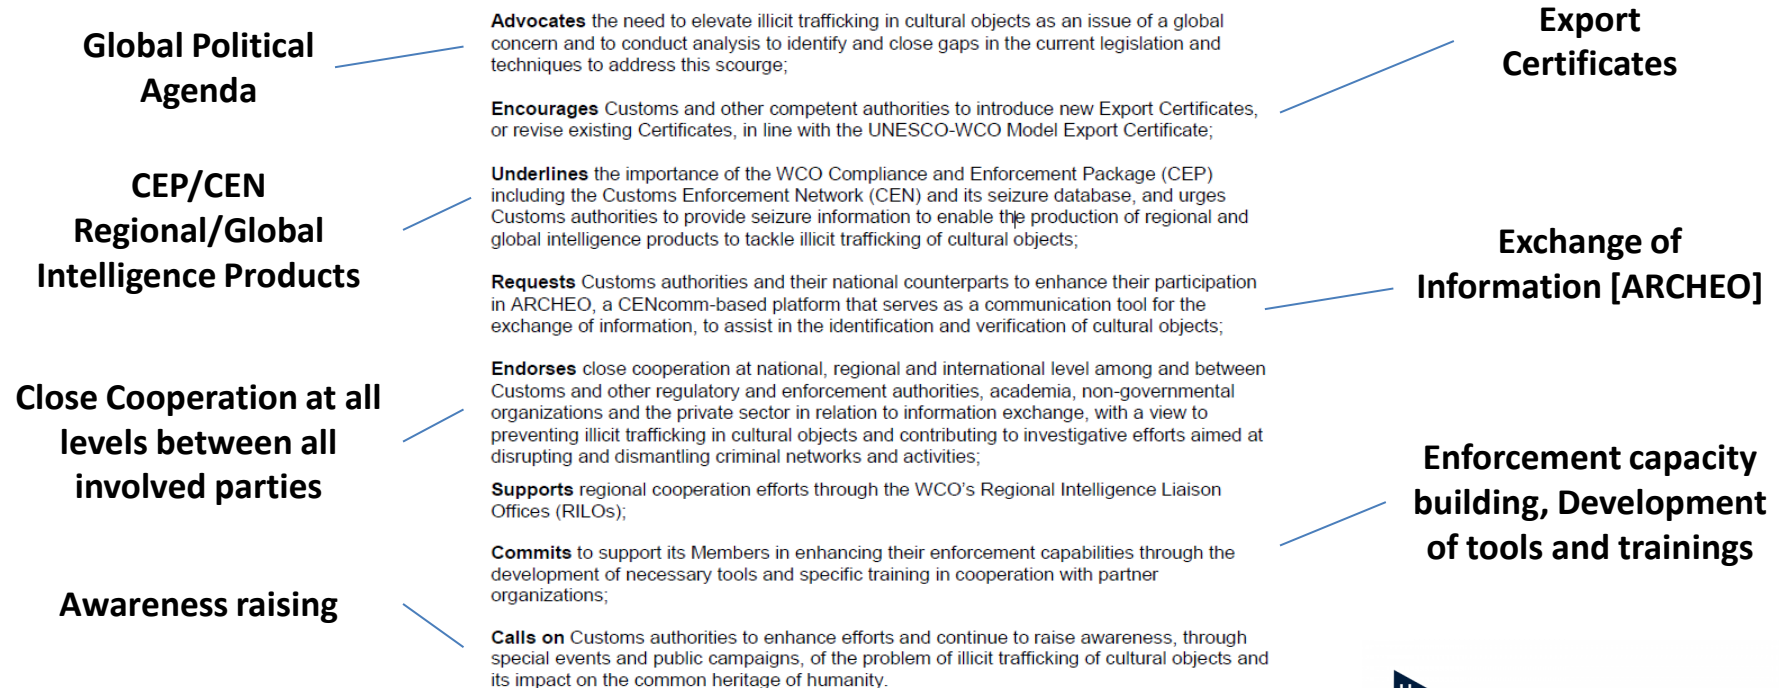 Global Political
Agenda
CEP/CEN
Regional/Global
Intelligence Products
Close Cooperation at all
levels between all
involved parties
Awareness raising
Advocates the need to elevate illicit trafficking in cultural objects as an issue of a global
concern and to conduct analysis to identify and close gaps in the current legislation and
techniques to address this scourge;
Encourages Customs and other competent authorities to introduce new Export Certificates,
or revise existing Certificates, in line with the UNESCO-WCO Model Export Certificate;
Underlines the importance of the WCO Compliance and Enforcement Package (CEP)
including the Customs Enforcement Network (CEN) and its seizure database, and urges
Customs authorities to provide seizure information to enable the production of regional and
global intelligence products to tackle illicit trafficking of cultural objects;
Requests Customs authorities and their national counterparts to enhance their participation
in ARCHEO, a CENcomm-based platform that serves as a communication tool for the
exchange of information, to assist in the identification and verification of cultural objects;
Endorses close cooperation at national, regional and international level among and between
Customs and other regulatory and enforcement authorities, academia, non-governmental
organizations and the private sector in relation to information exchange, with a view to
preventing illicit trafficking in cultural objects and contributing to investigative efforts aimed at
disrupting and dismantling criminal networks and activities;
Supports regional cooperation efforts through the WCO's Regional Intelligence Liaison
Offices (RILOs);
Commits to support its Members in enhancing their enforcement capabilities through the
development of necessary tools and specific training in cooperation with partner
organizations;
Calls on Customs authorities to enhance efforts and continue to raise awareness, through
special events and public campaigns, of the problem of illicit trafficking of cultural objects and
its impact on the common heritage of humanity.
Export
Certificates
Exchange of
Information [ARCHEO]
Enforcement capacity
building, Development
of tools and trainings